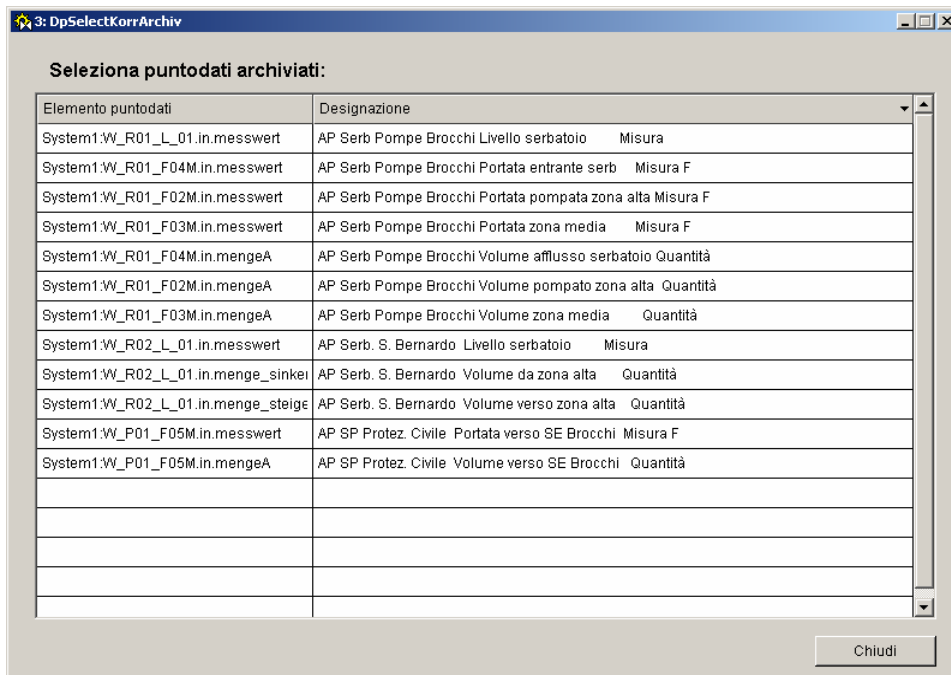 3: DpSelectKorrArchiv
Seleziona puntodati archiviati:
Elemento puntodati Designazione
System1:W_R01_L_01.in.messwert AP Serb Pompe Brocchi Livello serbatoio Misura
System1:W_R01_F04M.in.messwert AP Serb Pompe Brocchi Portata entrante serb Misura F
System1:W_R01_F02M.in.messwert AP Serb Pompe Brocchi Portata pompata zona alta Misura F
System1:W_R01_F03M.in.messwert AP Serb Pompe Brocchi Portata zona media Misura F
System1:W_R01_F04M.in.mengeA AP Serb Pompe Brocchi Volume afflusso serbatoio Quantità
System1:W_R01_F02M.in.mengeA AP Serb Pompe Brocchi Volume pompato zona alta Quantità
System1:W_R01_F03M.in.mengeA AP Serb Pompe Brocchi Volume zona media Quantità
System1:W_R02_L_01.in.messwert AP Serb. S. Bernardo Livello serbatoio Misura
System1:W_R02_L_01.in.menge_sinker AP Serb. S. Bernardo Volume da zona alta Quantità
System1:W_R02_L_01.in.menge_steige AP Serb. S. Bernardo Volume verso zona alta Quantità
System1:W_P01_F05M.in.messwert AP SP Protez. Civile Portata verso SE Brocchi Misura F
System1:W_P01_F05M.in.mengeA AP SP Protez. Civile Volume verso SE Brocchi Quantità
Chiudi